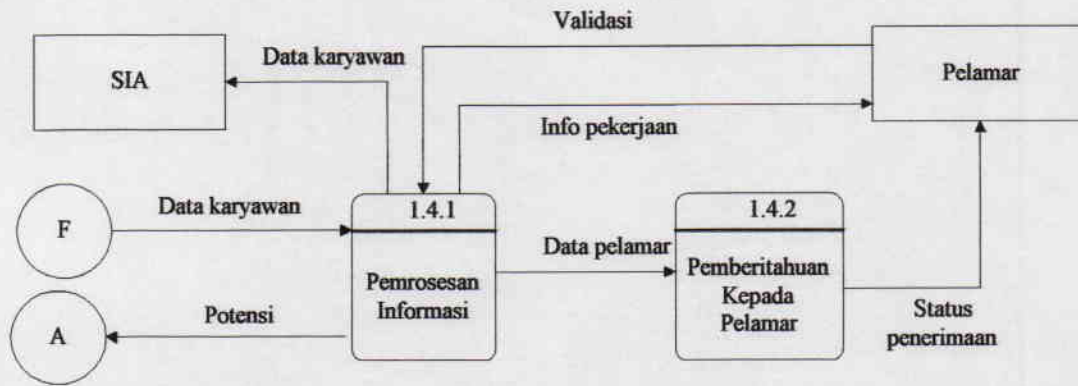 Validasi
Data karyawan
SIA
Pelamar
Info pekerjaan
F
Data karyawan
1.4.1
Pemrosesan
Informasi
Data pelamar
1.4.2
Pemberitahuan
Kepada
Pelamar
Status
penerimaan
A
Potensi